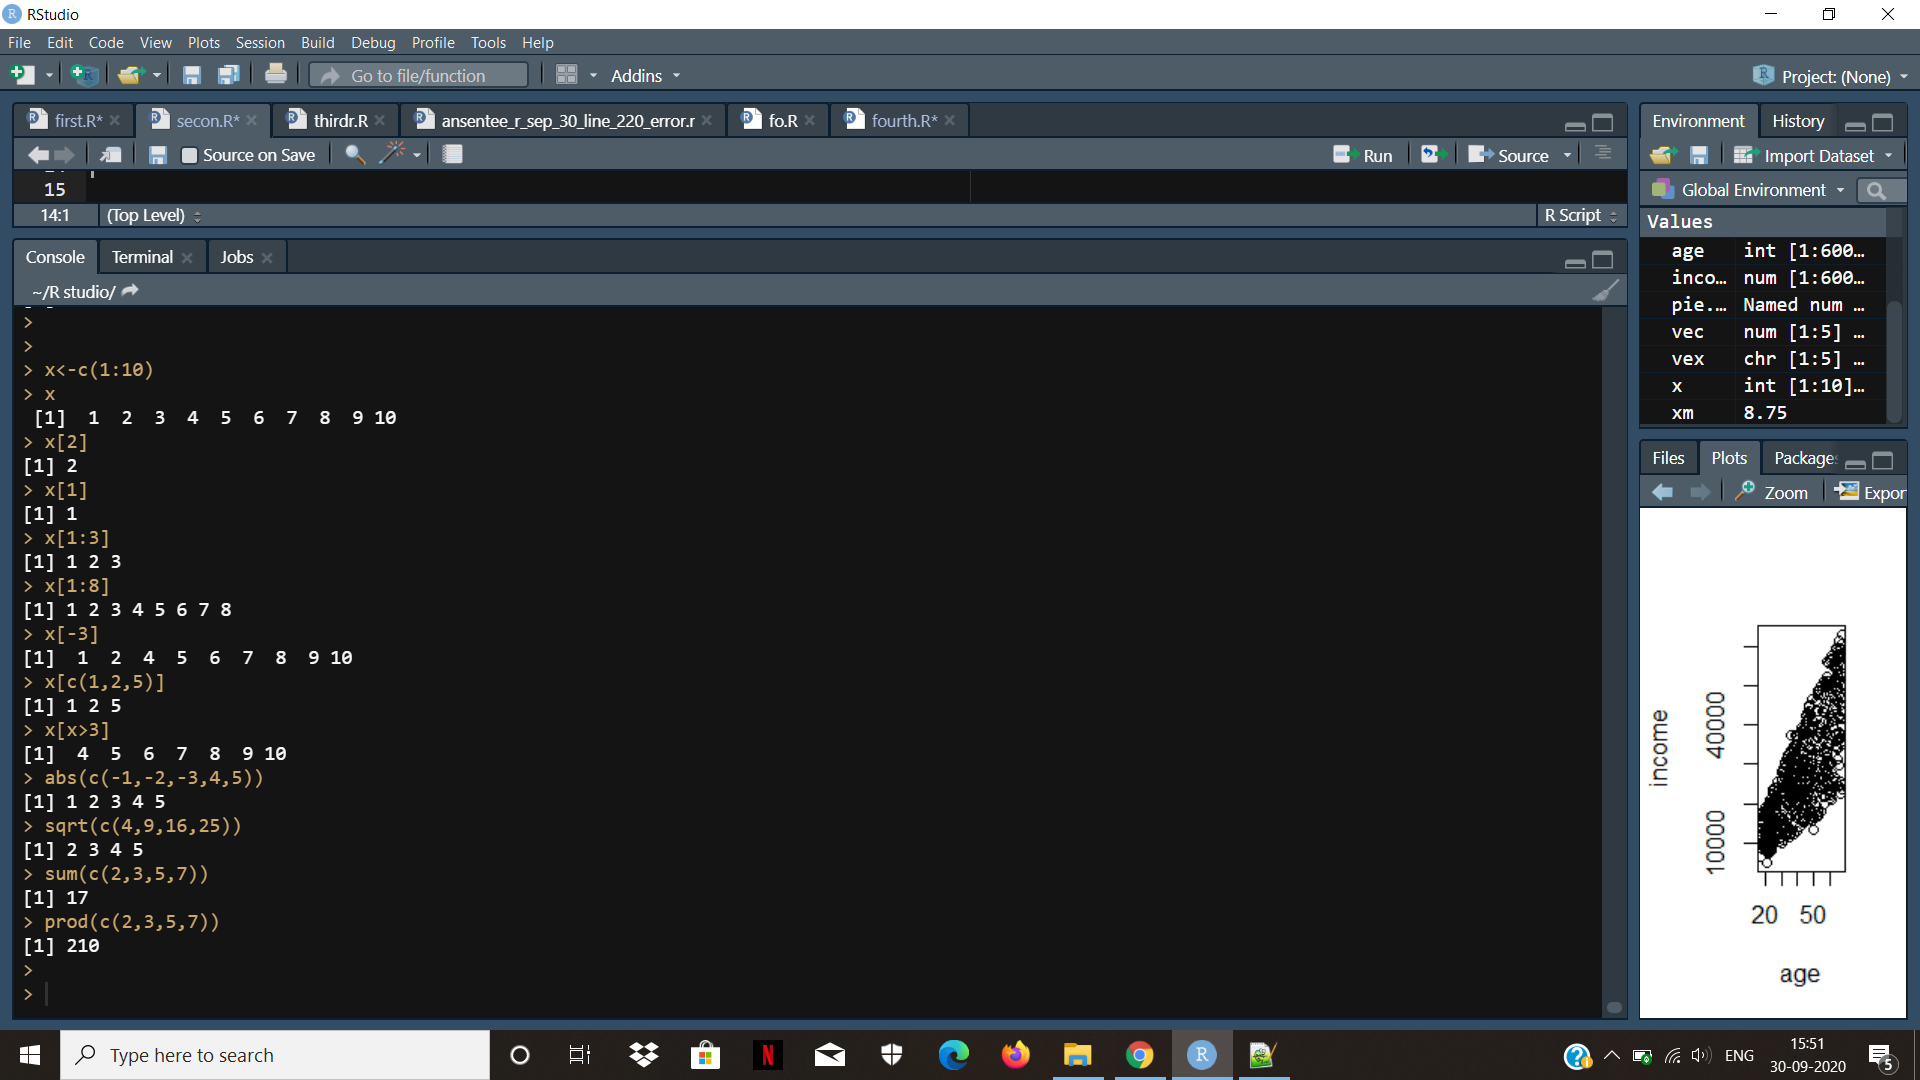 RStudio
File Edit Code View Plots Session Build Debug Profile Tools Help
Go to file/function Addins Project: (None)
first.R* secon.R* thirdr.R ansentee_r_sep_30_line_220_error.r fo.R fourth.R*
Source on Save Run Source
15
14:1 (Top Level) R Script
Console Terminal Jobs
~/R studio/
>
>
> x<-c(1:10)
> x
[1] 1 2 3 4 5 6 7 8 9 10
> x[2]
[1] 2
> x[1]
[1] 1
> x[1:3]
[1] 1 2 3
> x[1:8]
[1] 1 2 3 4 5 6 7 8
> x[-3]
[1] 1 2 4 5 6 7 8 9 10
> x[c(1,2,5)]
[1] 1 2 5
> x[x>3]
[1] 4 5 6 7 8 9 10
> abs(c(-1,-2,-3,4,5))
[1] 1 2 3 4 5
> sqrt(c(4,9,16,25))
[1] 2 3 4 5
> sum(c(2,3,5,7))
[1] 17
> prod(c(2,3,5,7))
[1] 210
>
>
Environment History
Import Dataset
Global Environment
Values
age int [1:600…
inco… num [1:600…
pie.… Named num …
vec num [1:5] …
vex chr [1:5] …
x int [1:10]…
xm 8.75
Files Plots Package
Zoom Expor
income
40000
10000
20 50
age
Type here to search
N
R
ENG
15:51
30-09-2020
5